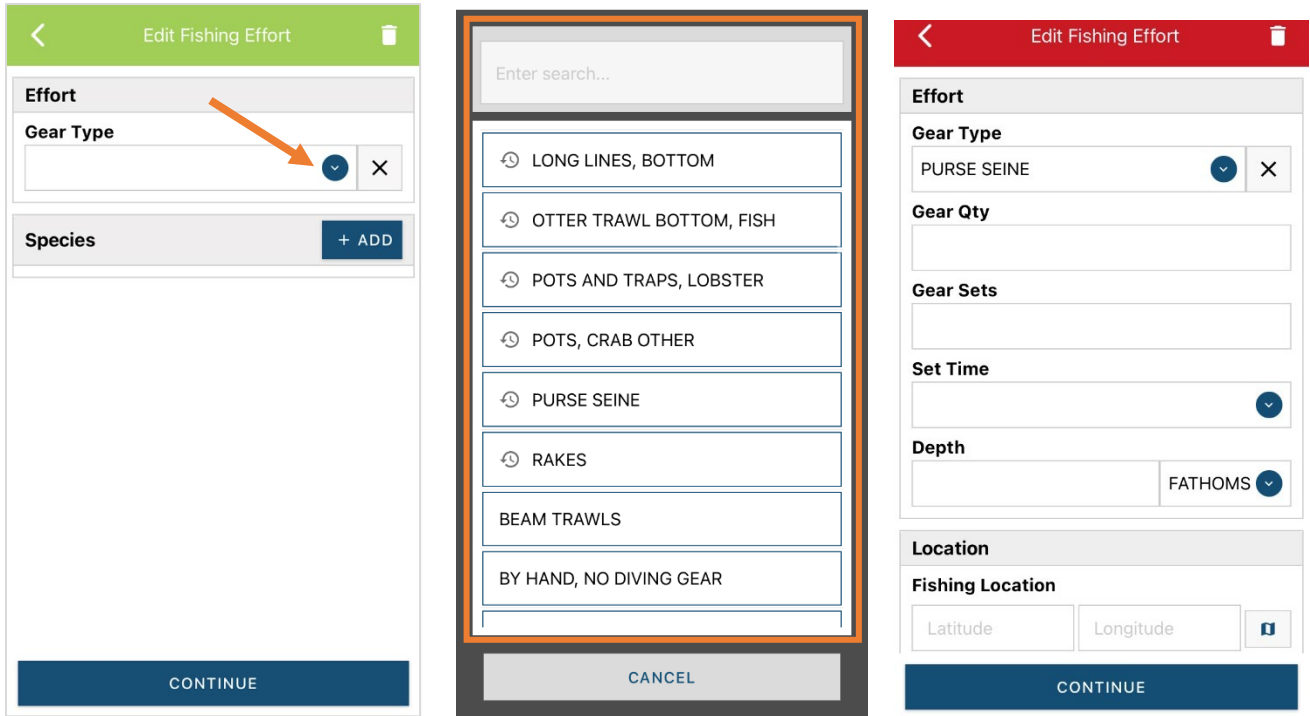 Edit Fishing Effort
Effort
Gear Type
Species
+ ADD
CONTINUE
Enter search...
LONG LINES, BOTTOM
OTTER TRAWL BOTTOM, FISH
POTS AND TRAPS, LOBSTER
POTS, CRAB OTHER
PURSE SEINE
RAKES
BEAM TRAWLS
BY HAND, NO DIVING GEAR
CANCEL
Edit Fishing Effort
Effort
Gear Type
PURSE SEINE
Gear Qty
Gear Sets
Set Time
Depth
FATHOMS
Location
Fishing Location
Latitude Longitude
CONTINUE